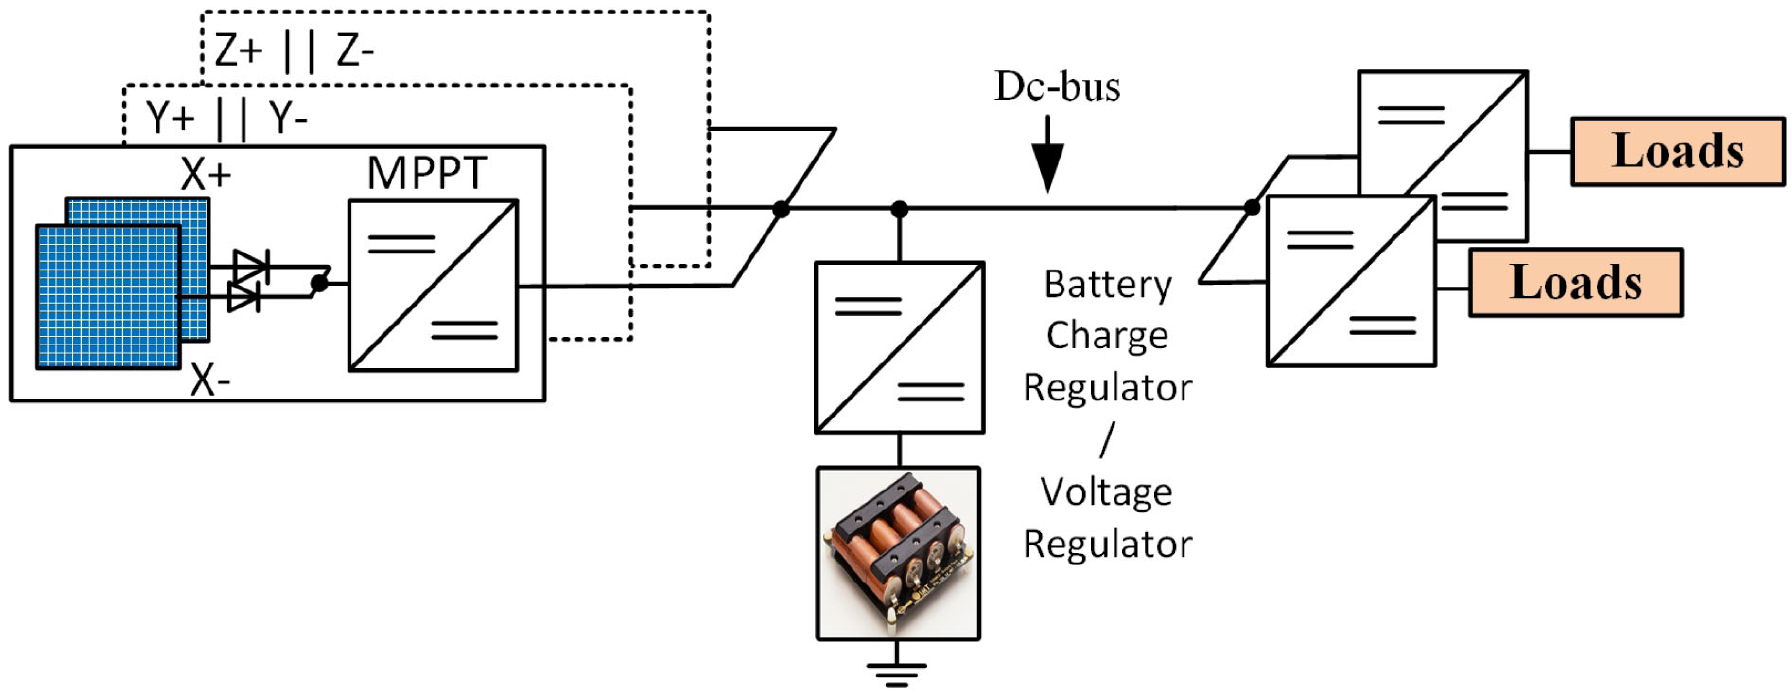 Z+ || Z-
Y+ || Y-
X+
MPPT
X-
Dc-bus
Loads
Loads
Battery
Charge
Regulator
/
Voltage
Regulator